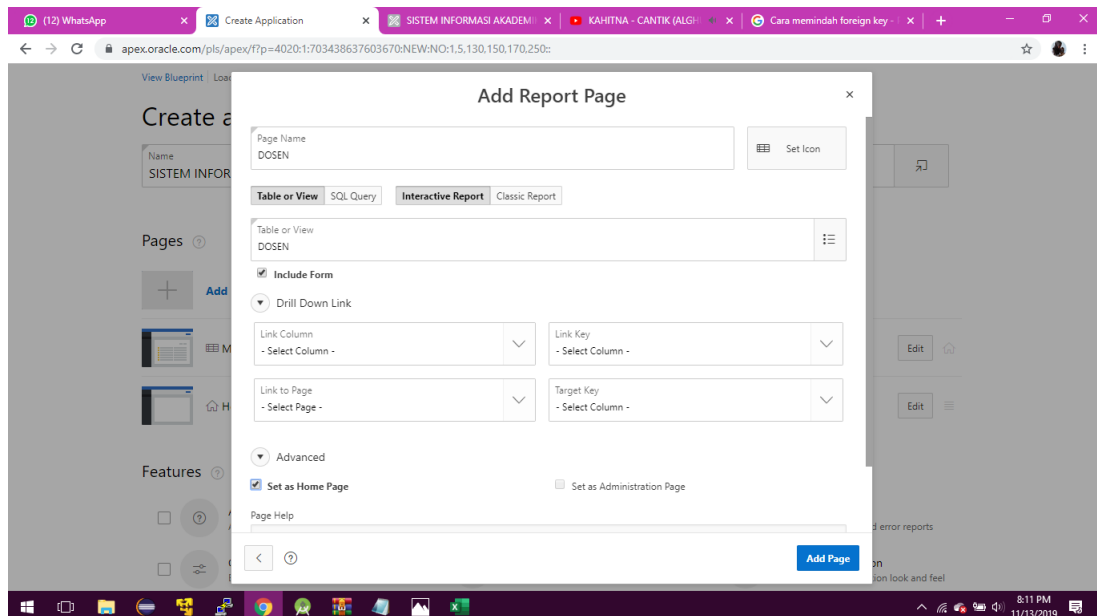 (12) WhatsApp
Create Application
SISTEM INFORMASI AKADEMI
KAHITNA - CANTIK (ALGH
Cara memindah foreign key -
apex.oracle.com/pls/apex/f?p=4020:1:703438637603670:NEW:NO:1,5,130,150,170,250::
View Blueprint
Create a
Name
SISTEM INFOR
Pages
Add
M
Edit
H
Edit
Features
Add Report Page
Page Name
DOSEN
Set Icon
Table or View SQL Query Interactive Report Classic Report
Table or View
DOSEN
Include Form
Drill Down Link
Link Column
- Select Column -
Link Key
- Select Column -
Link to Page
- Select Page -
Target Key
- Select Column -
Advanced
Set as Home Page
Set as Administration Page
Page Help
d error reports
Add Page
on
ion look and feel
8:11 PM
11/13/2019